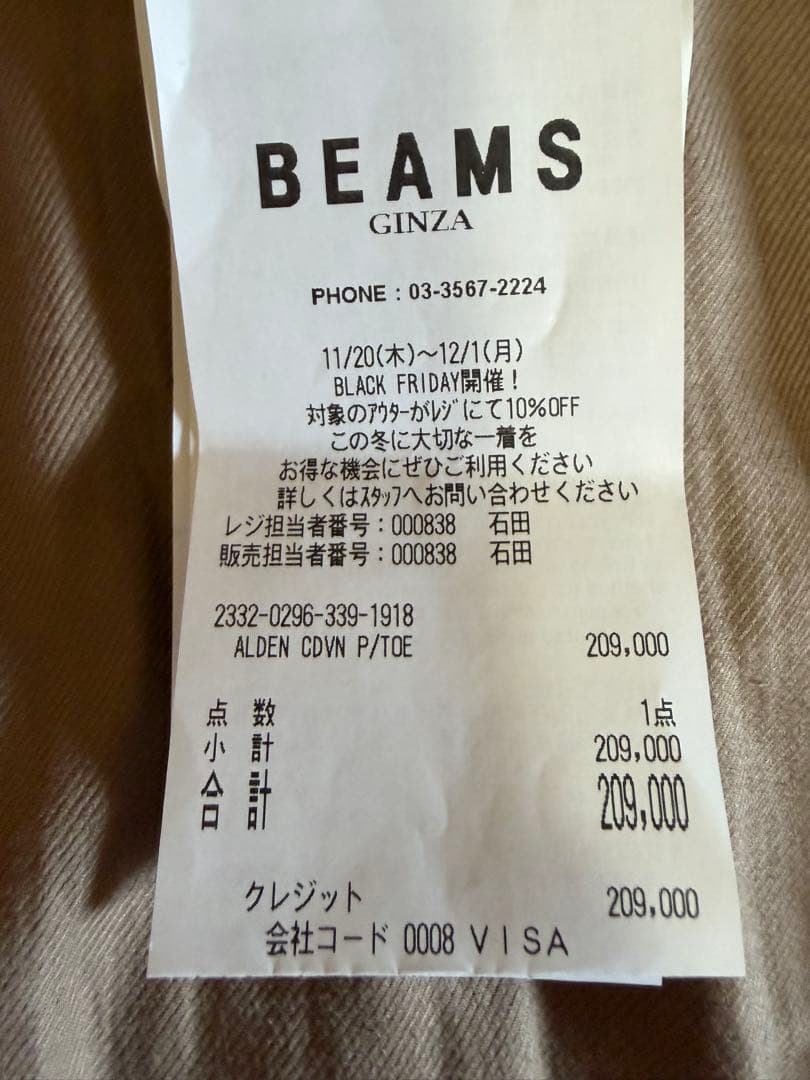 BEAMS
GINZA
PHONE : 03-3567-2224
11/20(木)～12/1(月)
BLACK FRIDAY開催！
対象のｱｳﾀｰがﾚｼﾞにて10%OFF
この冬に大切な一着を
お得な機会にぜひご利用ください
詳しくはｽﾀｯﾌへお問い合わせください
レジ担当者番号：000838 石田
販売担当者番号：000838 石田
2332-0296-339-1918
ALDEN CDVN P/TOE 209,000
点 数 1点
小 計 209,000
合 計 209,000
クレジット 209,000
会社コード 0008 ＶＩＳＡ